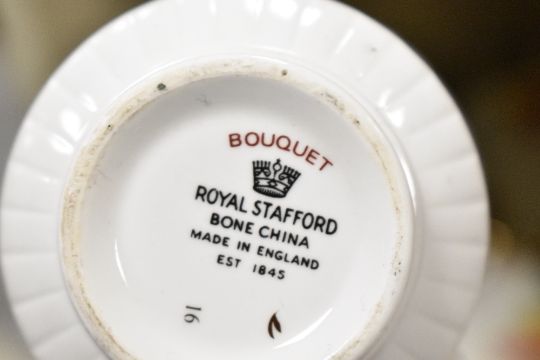 BOUQUET
ROYAL STAFFORD
BONE CHINA
MADE IN ENGLAND
EST 1845
16